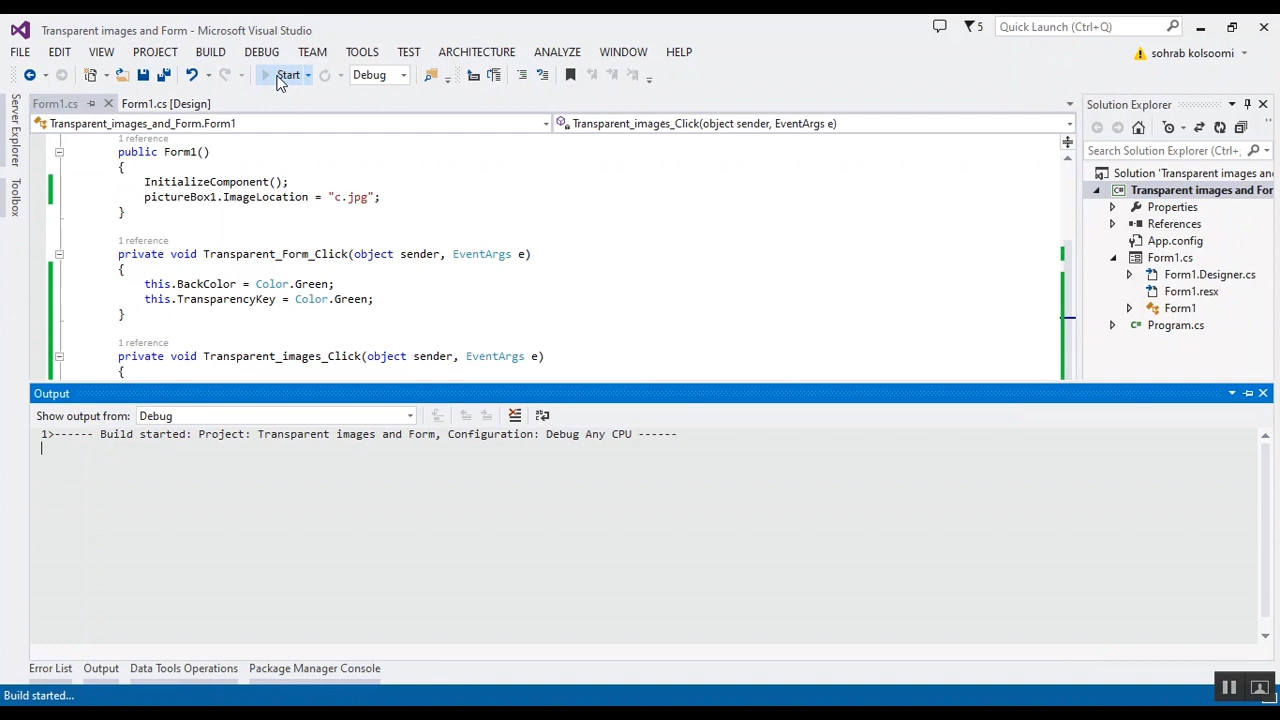 Transparent images and Form - Microsoft Visual Studio
5
Quick Launch (Ctrl+Q)
FILE EDIT VIEW PROJECT BUILD DEBUG TEAM TOOLS TEST ARCHITECTURE ANALYZE WINDOW HELP
sohrab kolsoomi
Start
Debug
Server Explorer
Toolbox
Form1.cs
Form1.cs [Design]
Transparent_images_and_Form.Form1
Transparent_images_Click(object sender, EventArgs e)
1 reference
public Form1()
{
InitializeComponent();
pictureBox1.ImageLocation = "c.jpg";
}
1 reference
private void Transparent_Form_Click(object sender, EventArgs e)
{
this.BackColor = Color.Green;
this.TransparencyKey = Color.Green;
}
1 reference
private void Transparent_images_Click(object sender, EventArgs e)
{
Solution Explorer
Search Solution Explorer (Ctrl+;
Solution 'Transparent images and
Transparent images and For
Properties
References
App.config
Form1.cs
Form1.Designer.cs
Form1.resx
Form1
Program.cs
Output
Show output from: Debug
1>------ Build started: Project: Transparent images and Form, Configuration: Debug Any CPU ------
Error List
Output
Data Tools Operations
Package Manager Console
Build started...